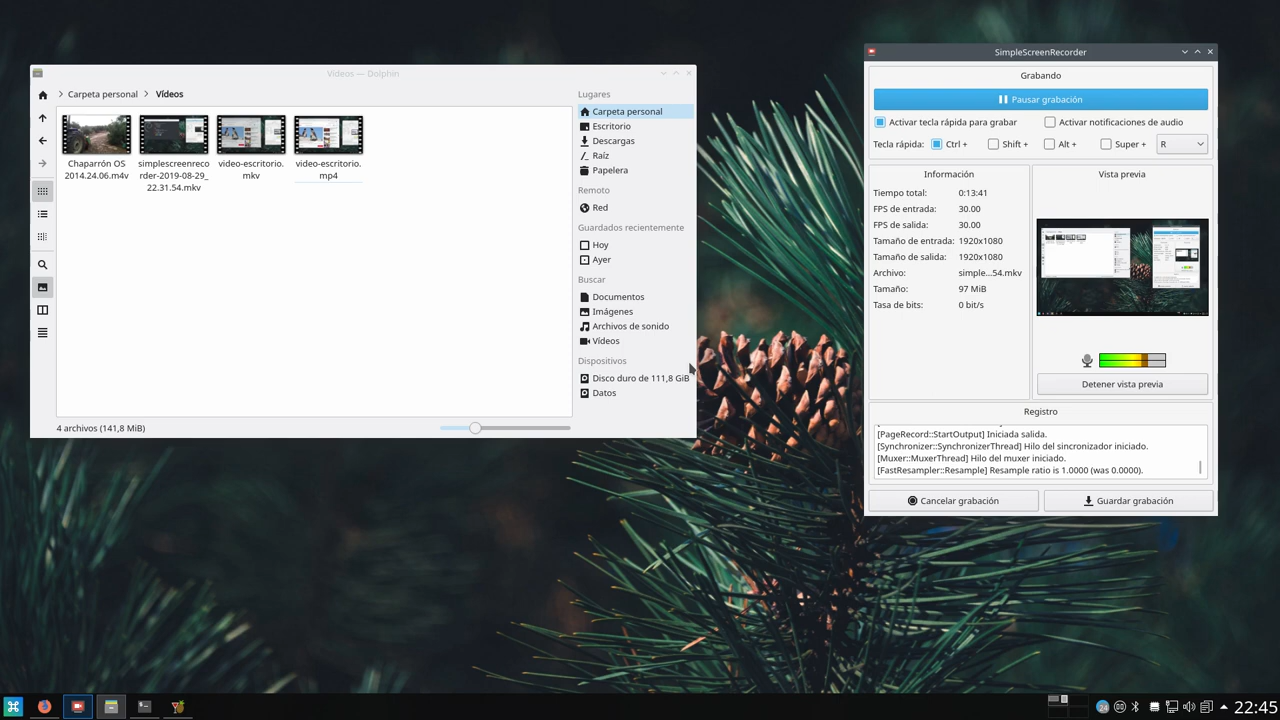 Vídeos — Dolphin
Carpeta personal
Vídeos
Chaparrón OS
2014.24.06.m4v
simplescreenreco
rder-2019-08-29_
22.31.54.mkv
video-escritorio.
mkv
video-escritorio.
mp4
4 archivos (141,8 MiB)
Lugares
Carpeta personal
Escritorio
Descargas
Raíz
Papelera
Remoto
Red
Guardados recientemente
Hoy
Ayer
Buscar
Documentos
Imágenes
Archivos de sonido
Vídeos
Dispositivos
Disco duro de 111,8 GiB
Datos
SimpleScreenRecorder
Grabando
Pausar grabación
Activar tecla rápida para grabar
Activar notificaciones de audio
Tecla rápida: Ctrl + Shift + Alt + Super + R
Información
Tiempo total: 0:13:41
FPS de entrada: 30.00
FPS de salida: 30.00
Tamaño de entrada: 1920x1080
Tamaño de salida: 1920x1080
Archivo: simple...54.mkv
Tamaño: 97 MiB
Tasa de bits: 0 bit/s
Vista previa
Detener vista previa
Registro
[PageRecord::StartOutput] Iniciada salida.
[Synchronizer::SynchronizerThread] Hilo del sincronizador iniciado.
[Muxer::MuxerThread] Hilo del muxer iniciado.
[FastResampler::Resample] Resample ratio is 1.0000 (was 0.0000).
Cancelar grabación
Guardar grabación
24
22:45